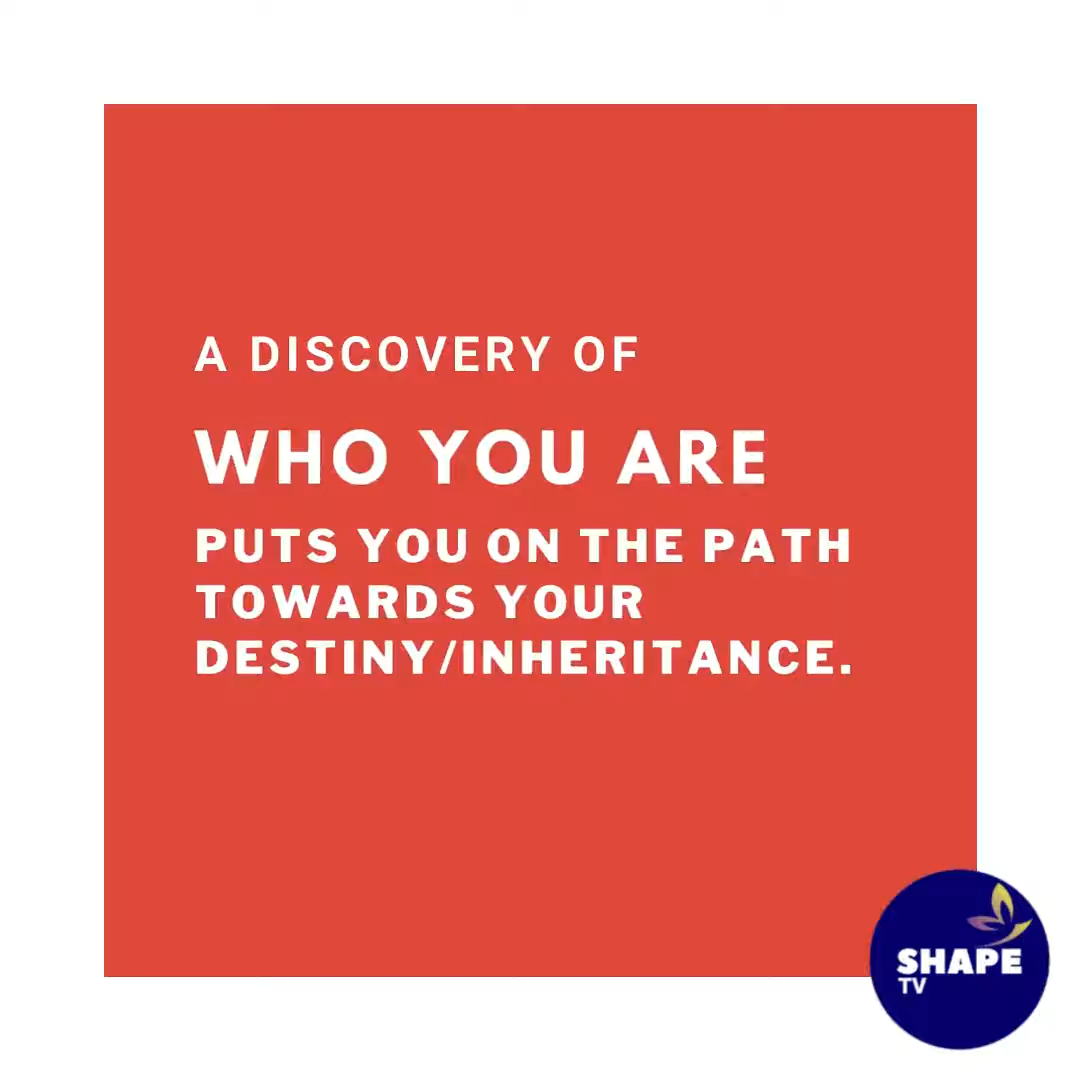 A DISCOVERY OF
WHO YOU ARE
PUTS YOU ON THE PATH
TOWARDS YOUR
DESTINY/INHERITANCE.
SHAPE
TV